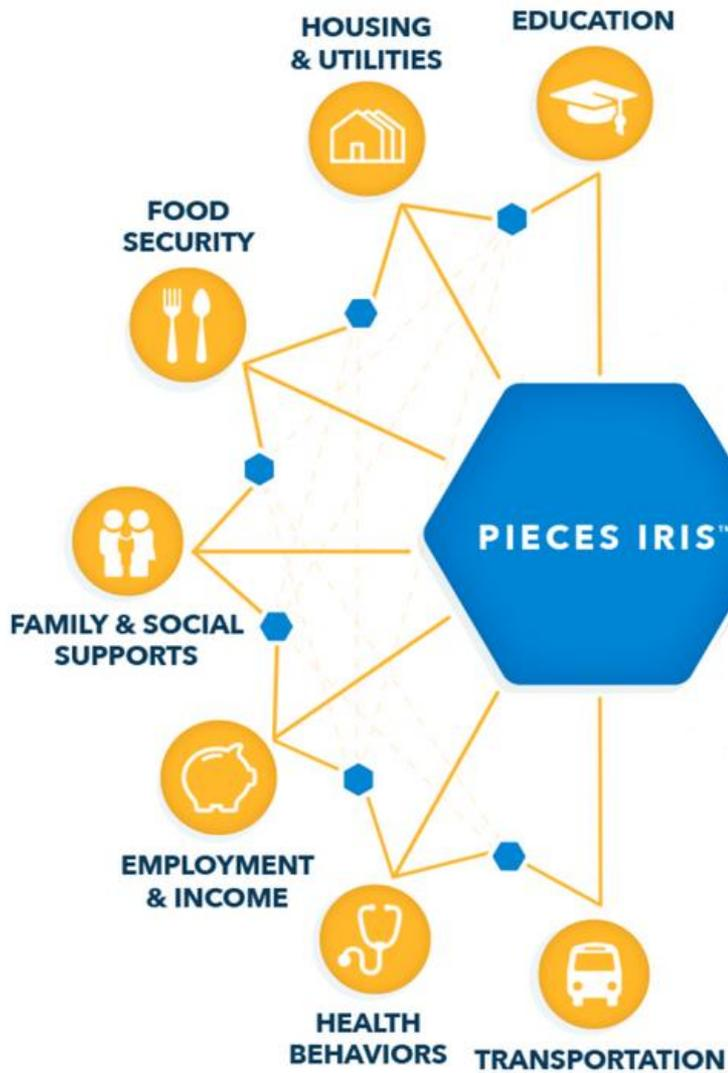 HOUSING
& UTILITIES
EDUCATION
FOOD
SECURITY
PIECES IRIS™
FAMILY & SOCIAL
SUPPORTS
EMPLOYMENT
& INCOME
HEALTH
BEHAVIORS
TRANSPORTATION